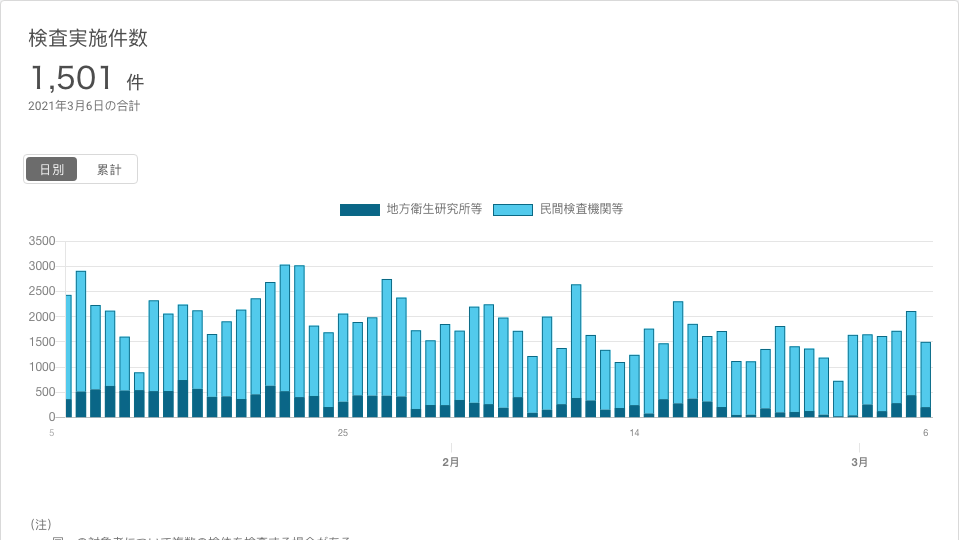 検査実施件数
1,501 件
2021年3月6日の合計
日別 累計
地方衛生研究所等 民間検査機関等
3500
3000
2500
2000
1500
1000
500
0
5 25 14 6
2月 3月
(注)